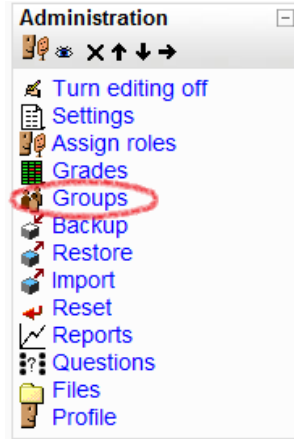 Administration
Turn editing off
Settings
Assign roles
Grades
Groups
Backup
Restore
Import
Reset
Reports
Questions
Files
Profile